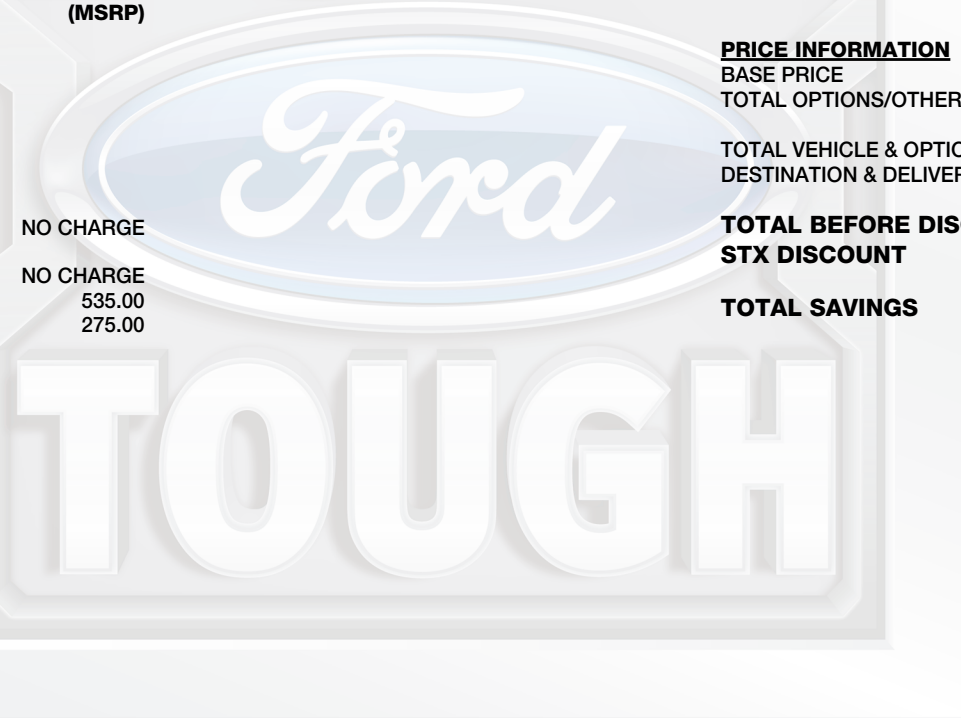 (MSRP)
NO CHARGE
NO CHARGE
535.00
275.00
PRICE INFORMATION
BASE PRICE
TOTAL OPTIONS/OTHER
TOTAL VEHICLE & OPTIO
DESTINATION & DELIVER
TOTAL BEFORE DIS
STX DISCOUNT
TOTAL SAVINGS
Ford
TOUGH